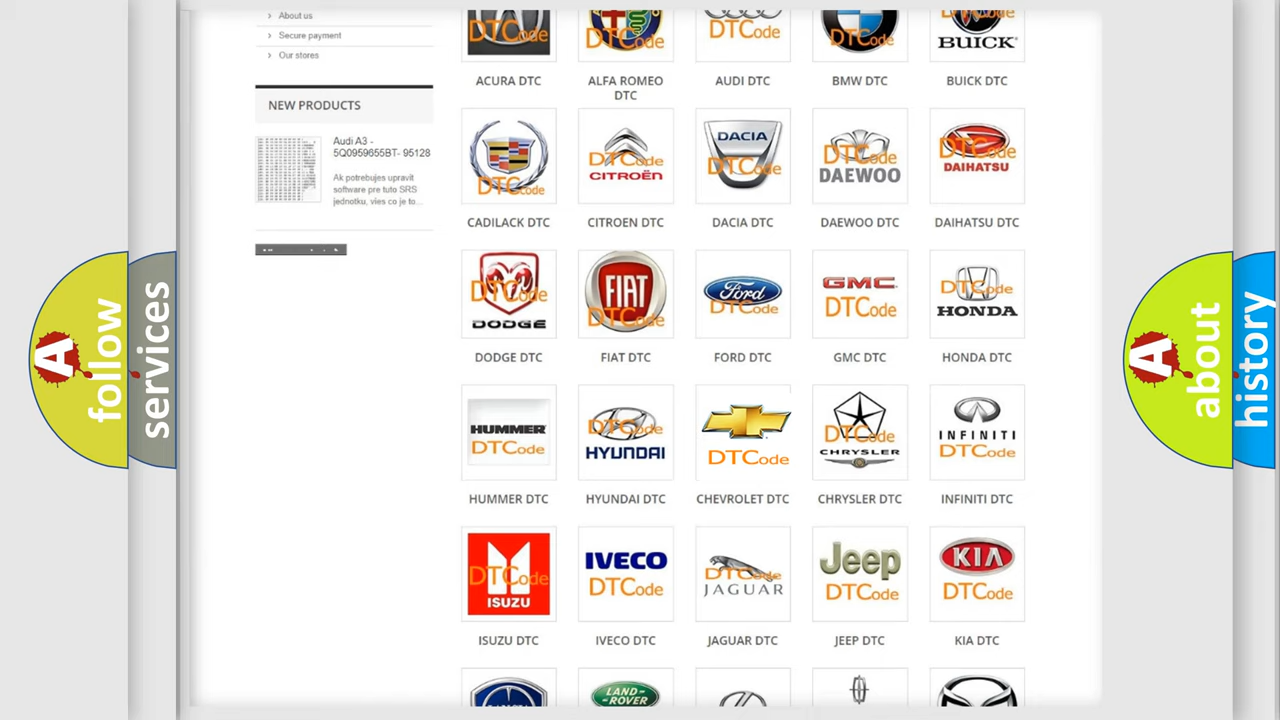 About us
Secure payment
Our stores
NEW PRODUCTS
Audi A3 -
5Q0959655BT- 95128
Ak potrebujes upravit
software pre tuto SRS
jednotku, vies co je to...
A
follow
services
DTCode
DTCode
DTCode
DTCode
BUICK
ACURA DTC
ALFA ROMEO
DTC
AUDI DTC
BMW DTC
BUICK DTC
DTCode
DTCode
CITROËN
DACIA
DTCode
DTCode
DAEWOO
DTCode
DAIHATSU
CADILACK DTC
CITROEN DTC
DACIA DTC
DAEWOO DTC
DAIHATSU DTC
DTCode
DODGE
FIAT
DTCode
Ford
DTCode
GMC
DTCode
DTCode
HONDA
DODGE DTC
FIAT DTC
FORD DTC
GMC DTC
HONDA DTC
HUMMER
DTCode
DTCode
HYUNDAI
DTCode
DTCode
CHRYSLER
INFINITI
DTCode
HUMMER DTC
HYUNDAI DTC
CHEVROLET DTC
CHRYSLER DTC
INFINITI DTC
DTCode
ISUZU
IVECO
DTCode
DTCode
JAGUAR
Jeep
DTCode
KIA
DTCode
ISUZU DTC
IVECO DTC
JAGUAR DTC
JEEP DTC
KIA DTC
LAND-
ROVER
A
about
history